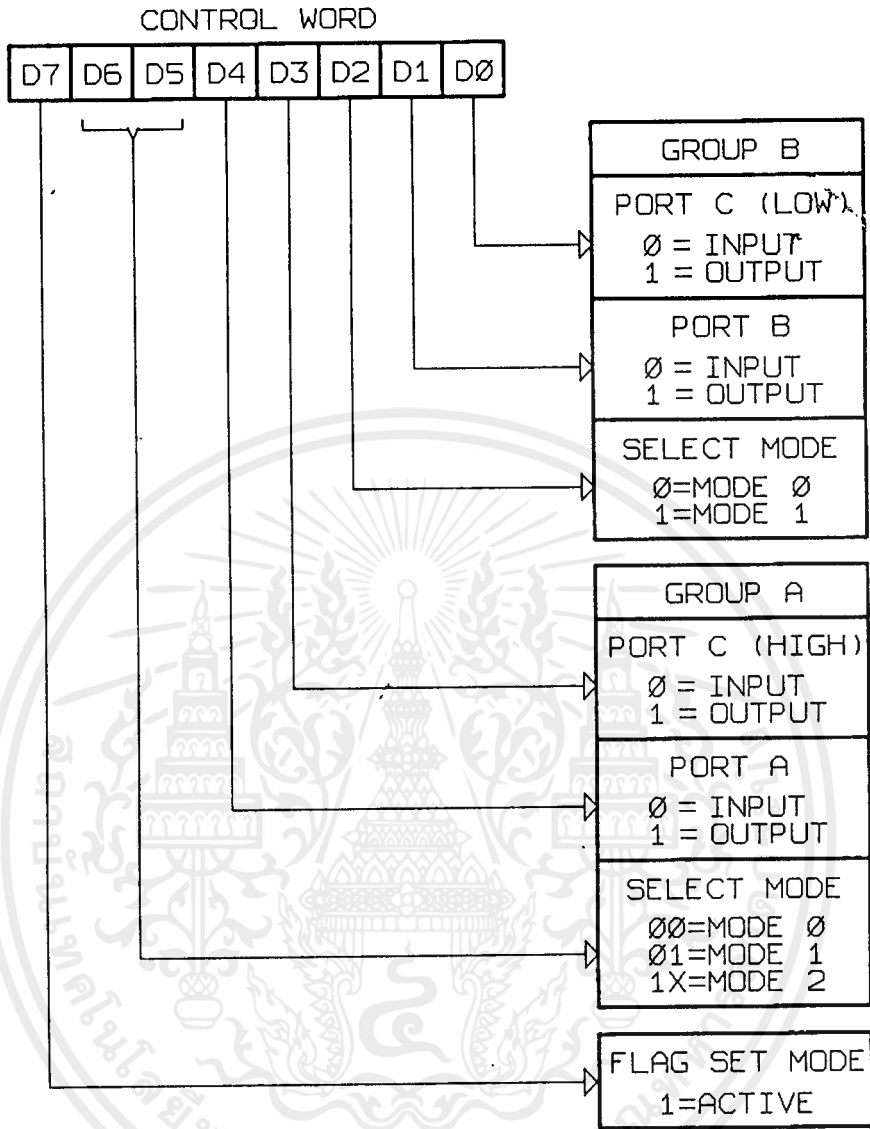 CONTROL WORD
D7 D6 D5 D4 D3 D2 D1 DØ
GROUP B
PORT C (LOW)
Ø = INPUT
1 = OUTPUT
PORT B
Ø = INPUT
1 = OUTPUT
SELECT MODE
Ø=MODE Ø
1=MODE 1
GROUP A
PORT C (HIGH)
Ø = INPUT
1 = OUTPUT
PORT A
Ø = INPUT
1 = OUTPUT
SELECT MODE
ØØ=MODE Ø
Ø1=MODE 1
1X=MODE 2
FLAG SET MODE
1=ACTIVE